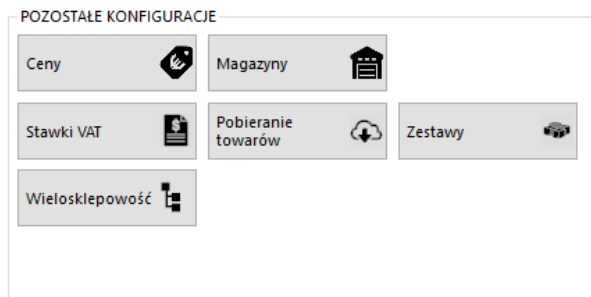 POZOSTAŁE KONFIGURACJE
Ceny
Magazyny
Stawki VAT
Pobieranie
towarów
Zestawy
Wielosklepowość